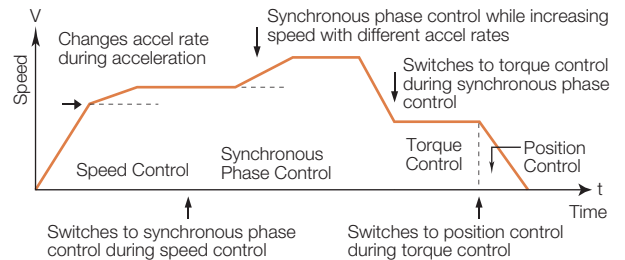 V
Speed
Changes accel rate
during acceleration
Synchronous phase control while increasing
speed with different accel rates
Switches to torque control
during synchronous phase
control
Speed Control
Synchronous
Phase Control
Torque
Control
Position
Control
t
Time
Switches to synchronous phase
control during speed control
Switches to position control
during torque control